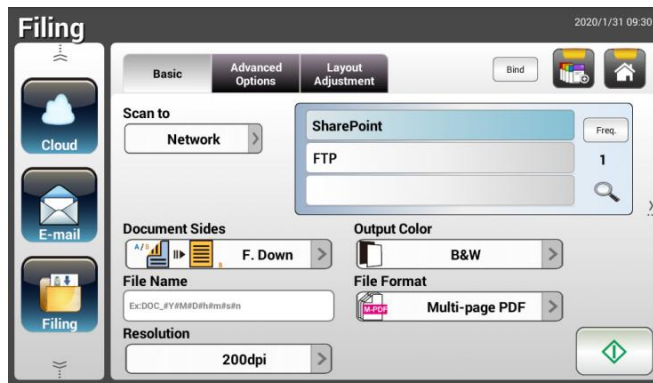 Filing
2020/1/31 09:30
Basic
Advanced
Options
Layout
Adjustment
Bind
Cloud
E-mail
Filing
Scan to
Network
SharePoint
FTP
Freq.
1
Document Sides
A/B
F. Down
Output Color
B&W
File Name
Ex:DOC_#Y#M#D#h#m#s#n
File Format
M-PDF
Multi-page PDF
Resolution
200dpi